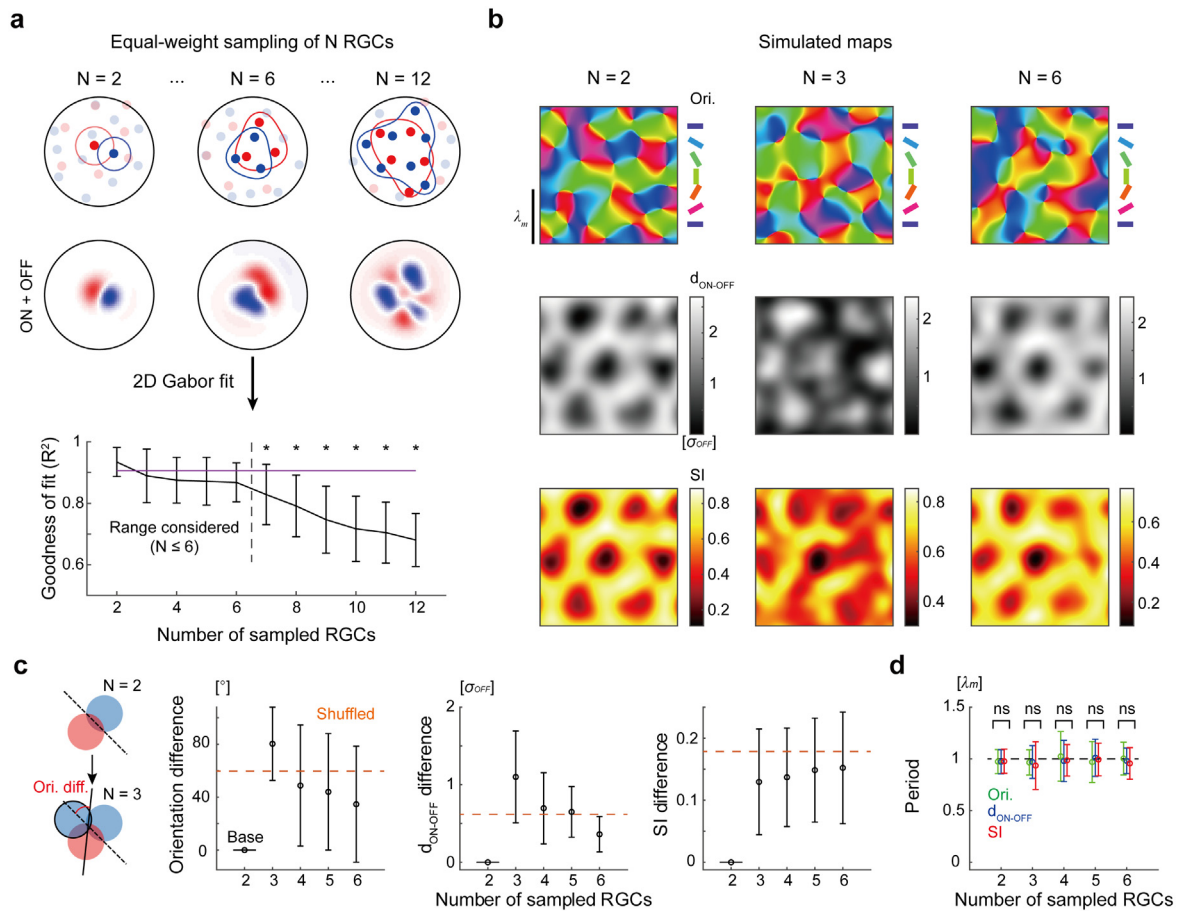 a
Equal-weight sampling of N RGCs
N = 2 ... N = 6 ... N = 12
ON + OFF
2D Gabor fit
Goodness of fit (R²)
1
0.8
0.6
* * * * * *
Range considered
(N ≤ 6)
2 4 6 8 10 12
Number of sampled RGCs
b
Simulated maps
N = 2 N = 3 N = 6
Ori.
λm
dON-OFF
2
1
2
1
2
1
[σOFF]
SI
0.8
0.6
0.4
0.2
0.8
0.6
0.4
0.6
0.4
0.2
c
N = 2
Ori. diff.
N = 3
[°]
Orientation difference
80
40
0
Shuffled
Base
2 3 4 5 6
[σOFF]
dON-OFF difference
2
1
0
2 3 4 5 6
Number of sampled RGCs
SI difference
0.2
0.1
0
2 3 4 5 6
d
[λm]
Period
1.5
1
0.5
0
ns ns ns ns ns
Ori.
dON-OFF
SI
2 3 4 5 6
Number of sampled RGCs